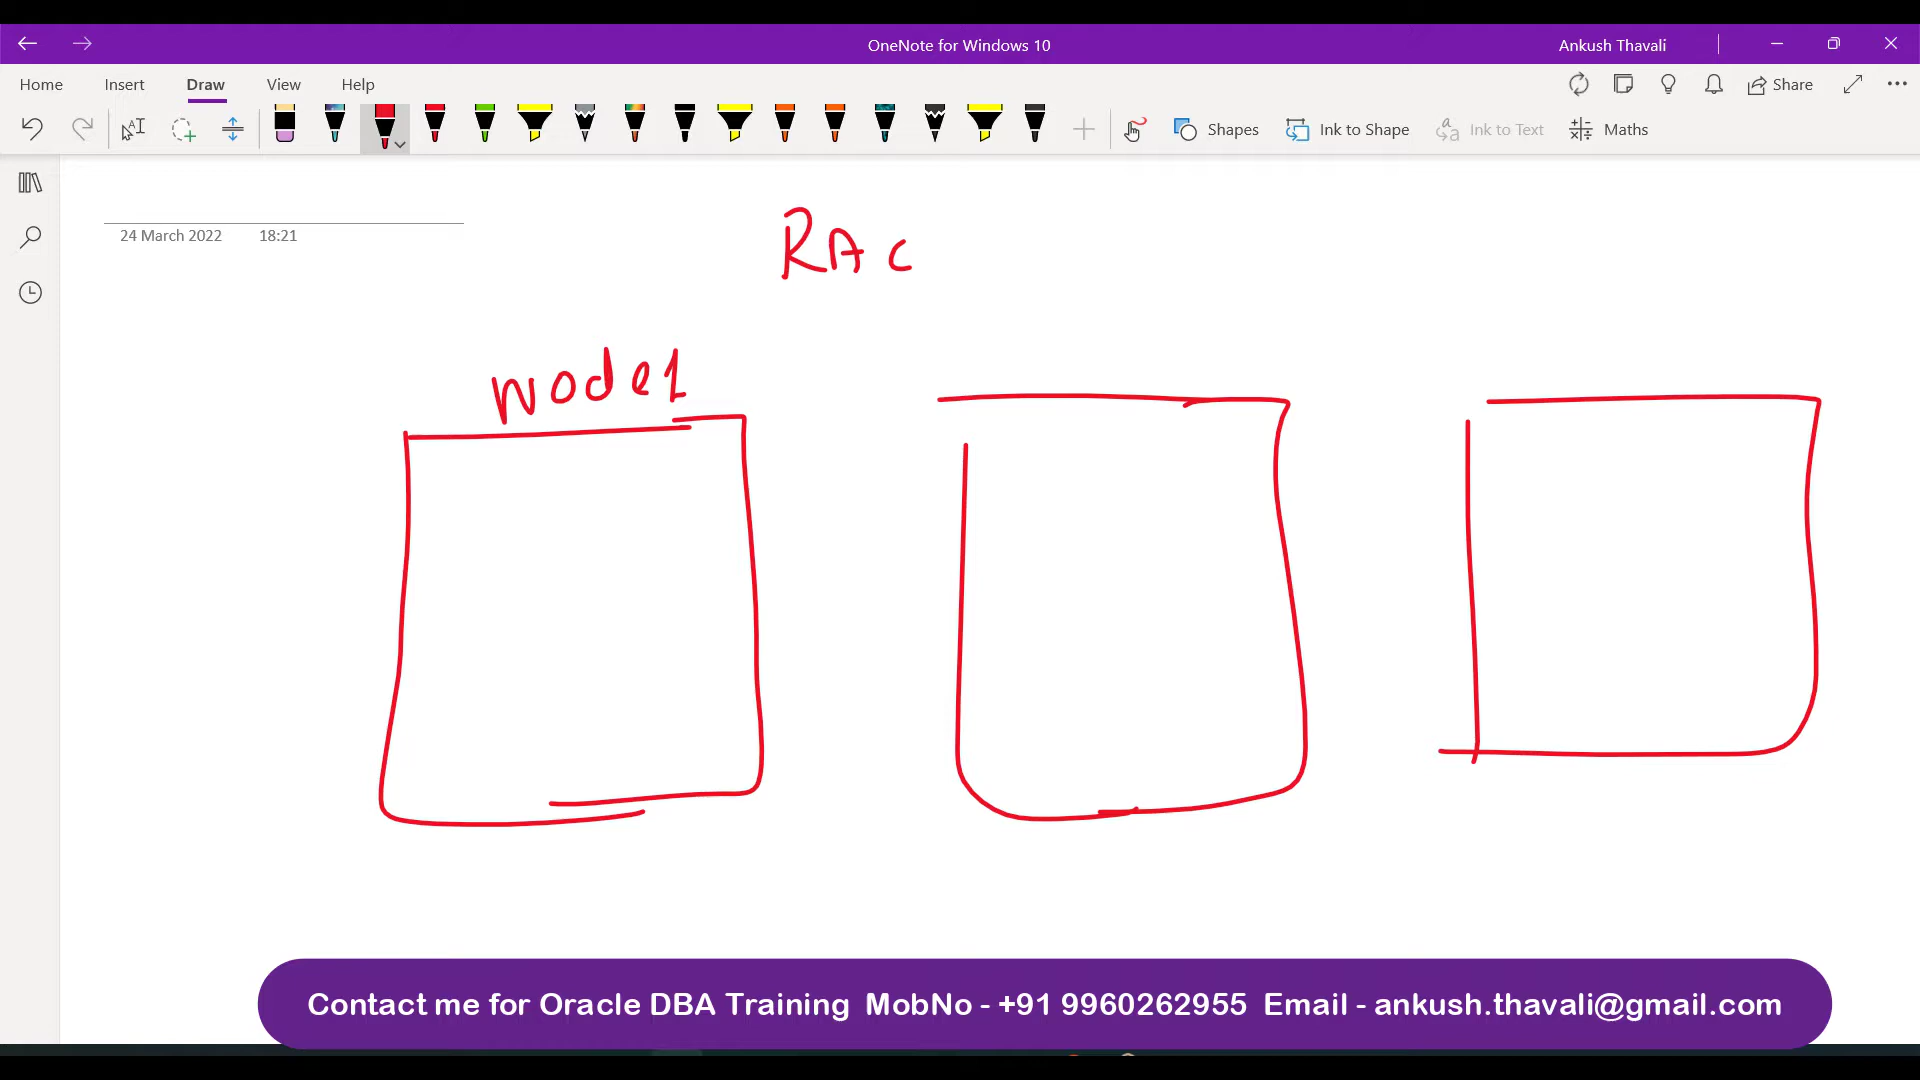 OneNote for Windows 10
Ankush Thavali
Home Insert Draw View Help
Share
Shapes Ink to Shape Ink to Text Maths
24 March 2022 18:21
RAc
node1
Contact me for Oracle DBA Training MobNo - +91 9960262955 Email - ankush.thavali@gmail.com